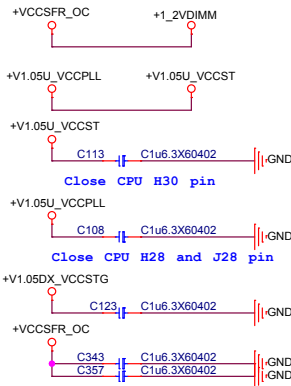 +VCCSFR_OC +1_2VDIMM
+V1.05U_VCCPLL +V1.05U_VCCST
+V1.05U_VCCST
C113 C1u6.3X60402 GND
Close CPU H30 pin
+V1.05U_VCCPLL
C108 C1u6.3X60402 GND
Close CPU H28 and J28 pin
+V1.05DX_VCCSTG
C123 C1u6.3X60402 GND
+VCCSFR_OC
C343 C1u6.3X60402 GND
C357 C1u6.3X60402 GND